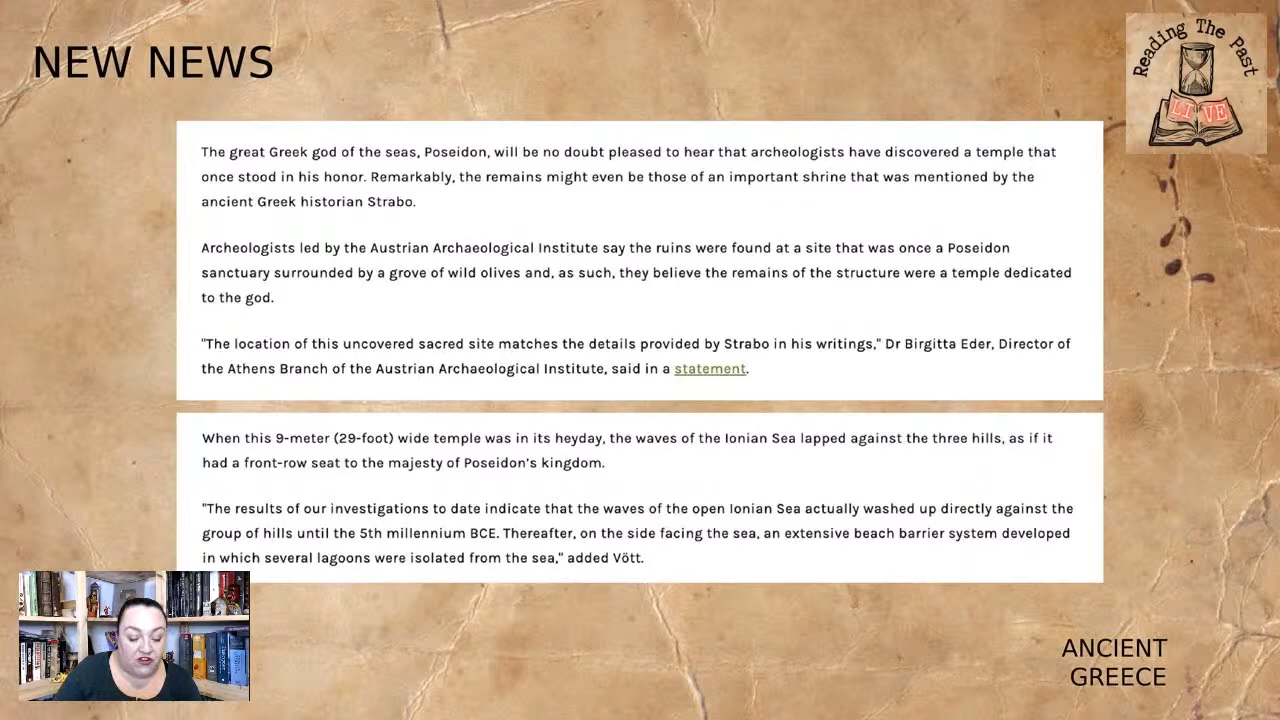 NEW NEWS
Reading The Past
LIVE
The great Greek god of the seas, Poseidon, will be no doubt pleased to hear that archeologists have discovered a temple that
once stood in his honor. Remarkably, the remains might even be those of an important shrine that was mentioned by the
ancient Greek historian Strabo.
Archeologists led by the Austrian Archaeological Institute say the ruins were found at a site that was once a Poseidon
sanctuary surrounded by a grove of wild olives and, as such, they believe the remains of the structure were a temple dedicated
to the god.
"The location of this uncovered sacred site matches the details provided by Strabo in his writings," Dr Birgitta Eder, Director of
the Athens Branch of the Austrian Archaeological Institute, said in a statement.
When this 9-meter (29-foot) wide temple was in its heyday, the waves of the Ionian Sea lapped against the three hills, as if it
had a front-row seat to the majesty of Poseidon's kingdom.
"The results of our investigations to date indicate that the waves of the open Ionian Sea actually washed up directly against the
group of hills until the 5th millennium BCE. Thereafter, on the side facing the sea, an extensive beach barrier system developed
in which several lagoons were isolated from the sea," added Vött.
ANCIENT
GREECE